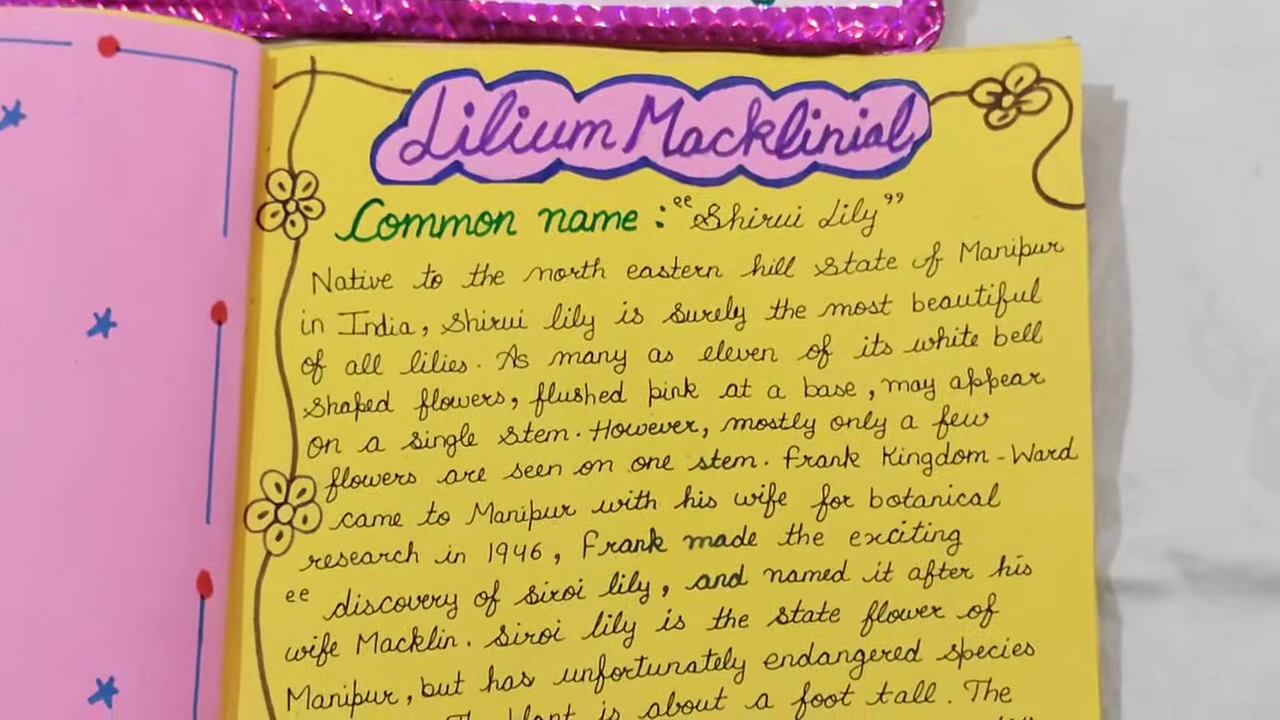 Lilium Macklinial
Common name : "Shirui Lily"
Native to the north eastern hill state of Manipur
in India, Shirui lily is surely the most beautiful
of all lilies. As many as eleven of its white bell
shaped flowers, flushed pink at a base, may appear
on a single stem. However, mostly only a few
flowers are seen on one stem. Frank Kingdom-Ward
came to Manipur with his wife for botanical
research in 1946, Frank made the exciting
" discovery of Siroi lily, and named it after his
wife Macklin. Siroi lily is the state flower of
Manipur, but has unfortunately endangered species
The plant is about a foot tall. The